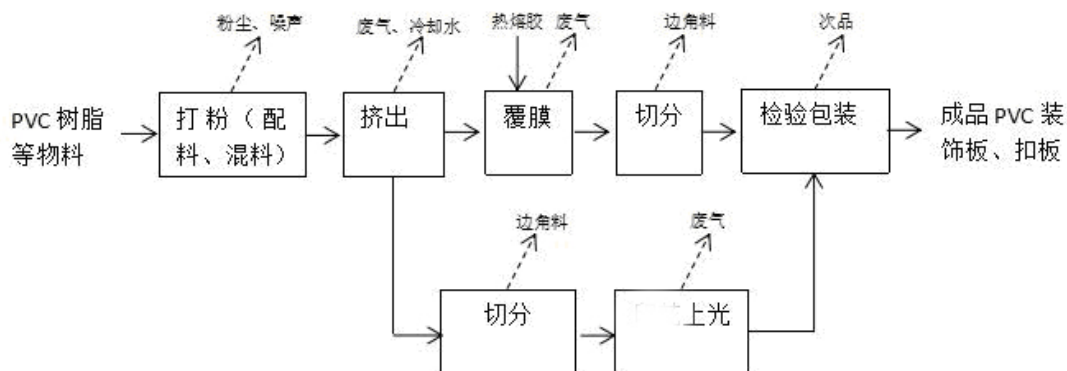 粉尘、噪声
废气、冷却水
热熔胶
废气
边角料
次品
PVC 树脂
等物料
打粉（配
料、混料）
挤出
覆膜
切分
检验包装
成品 PVC 装
饰板、扣板
边角料
废气
切分
上光